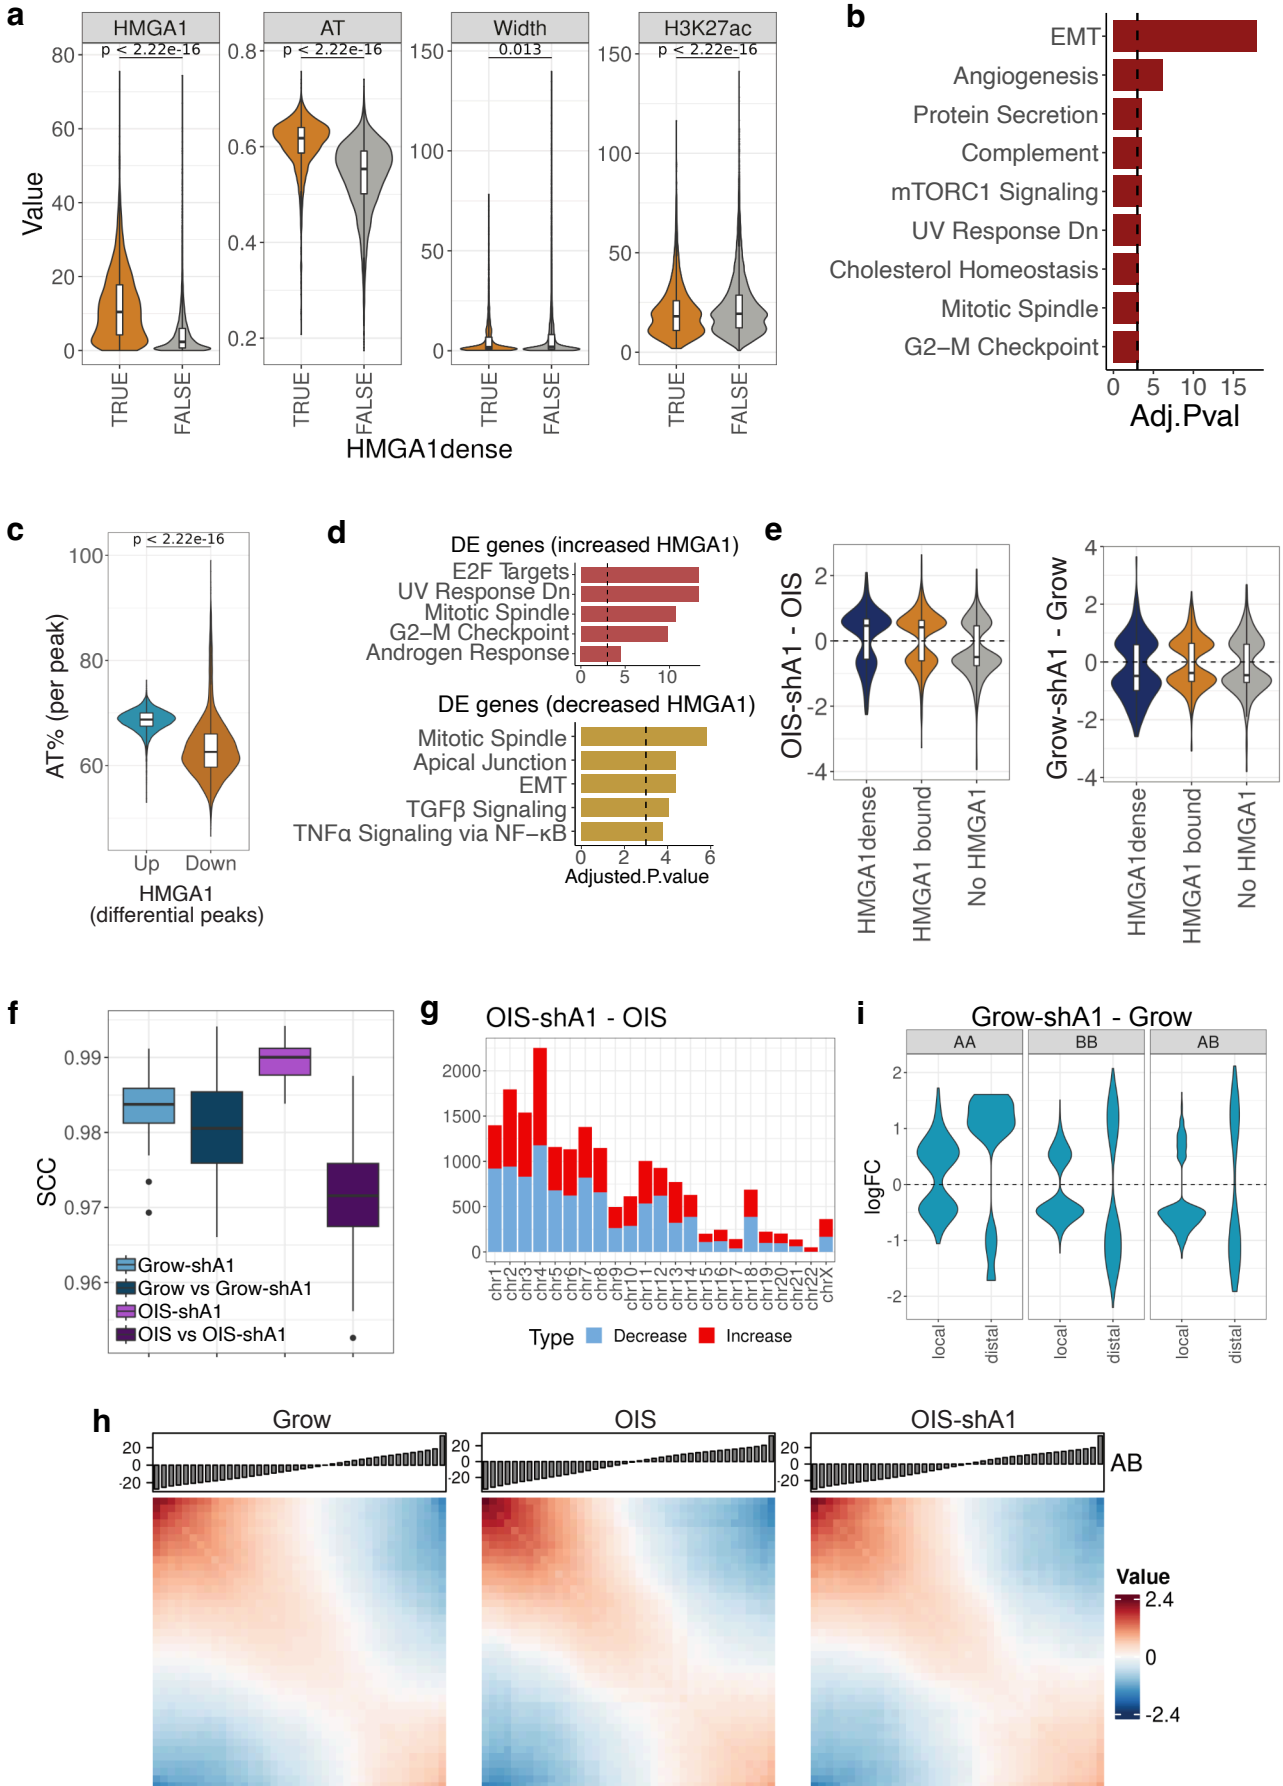 a
HMGA1
AT
Width
H3K27ac
p < 2.22e-16
p < 2.22e-16
0.013
p < 2.22e-16
Value
80
60
40
20
0
0.8
0.6
0.4
0.2
150
100
50
0
150
100
50
0
TRUE
FALSE
TRUE
FALSE
TRUE
FALSE
TRUE
FALSE
HMGA1dense
b
EMT
Angiogenesis
Protein Secretion
Complement
mTORC1 Signaling
UV Response Dn
Cholesterol Homeostasis
Mitotic Spindle
G2−M Checkpoint
0 5 10 15
Adj.Pval
c
p < 2.22e-16
AT% (per peak)
100
80
60
Up Down
HMGA1
(differential peaks)
d
DE genes (increased HMGA1)
E2F Targets
UV Response Dn
Mitotic Spindle
G2−M Checkpoint
Androgen Response
0 5 10
DE genes (decreased HMGA1)
Mitotic Spindle
Apical Junction
EMT
TGFβ Signaling
TNFα Signaling via NF−κB
0 2 4 6
Adjusted.P.value
e
OIS-shA1 - OIS
2
0
-2
-4
HMGA1dense
HMGA1 bound
No HMGA1
Grow-shA1 - Grow
4
2
0
-2
-4
HMGA1dense
HMGA1 bound
No HMGA1
f
SCC
0.99
0.98
0.97
0.96
Grow-shA1
Grow vs Grow-shA1
OIS-shA1
OIS vs OIS-shA1
g
OIS-shA1 - OIS
2000
1500
1000
500
0
chr1
chr2
chr3
chr4
chr5
chr6
chr7
chr8
chr9
chr10
chr11
chr12
chr13
chr14
chr15
chr16
chr17
chr18
chr19
chr20
chr21
chr22
chrX
Type Decrease Increase
i
Grow-shA1 - Grow
AA BB AB
logFC
2
1
0
-1
-2
local
distal
local
distal
local
distal
h
Grow
OIS
OIS-shA1
20
0
-20
20
0
-20
20
0
-20
AB
Value
2.4
0
-2.4